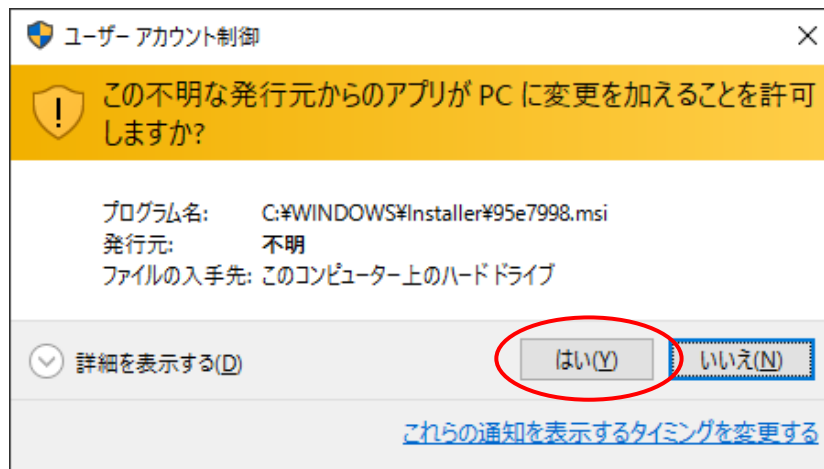 ユーザー アカウント制御
この不明な発行元からのアプリが PC に変更を加えることを許可
しますか?
プログラム名: C:¥WINDOWS¥Installer¥95e7998.msi
発行元: 不明
ファイルの入手先: このコンピューター上のハード ドライブ
詳細を表示する(D) はい(Y) いいえ(N)
これらの通知を表示するタイミングを変更する